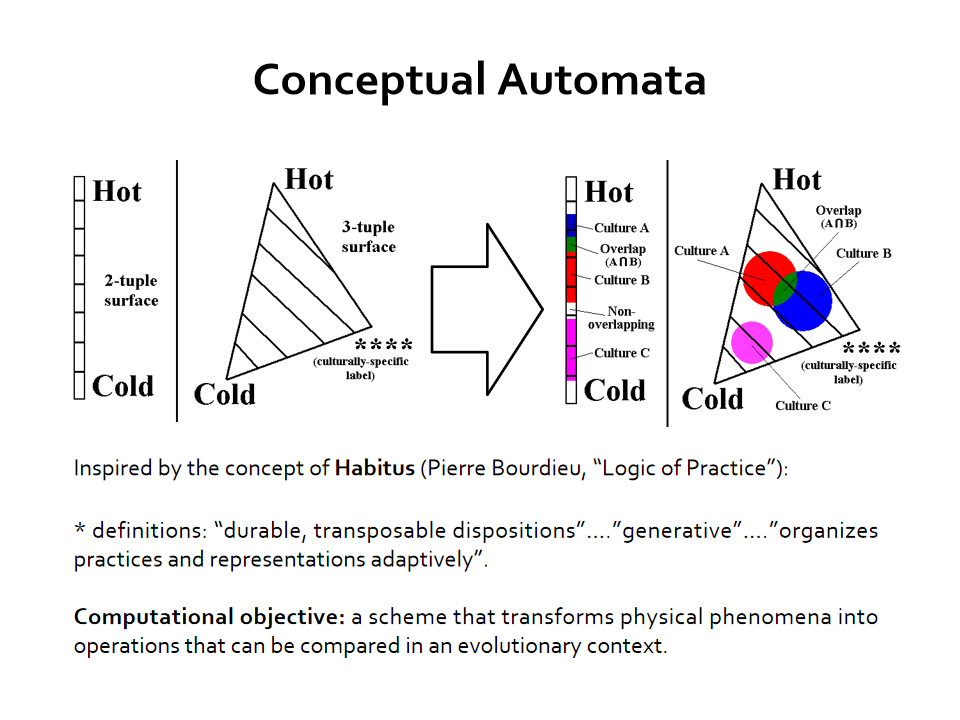 Conceptual Automata
Hot
2-tuple
surface
Cold
Hot
3-tuple
surface
****
(culturally-specific
label)
Cold
Hot
Culture A
Overlap
(A∩B)
Culture B
Non-
overlapping
Culture C
Cold
Hot
Overlap
(A∩B)
Culture A
Culture B
****
(culturally-specific
label)
Cold
Culture C
Inspired by the concept of Habitus (Pierre Bourdieu, “Logic of Practice”):
* definitions: “durable, transposable dispositions”....”generative”....”organizes
practices and representations adaptively”.
Computational objective: a scheme that transforms physical phenomena into
operations that can be compared in an evolutionary context.